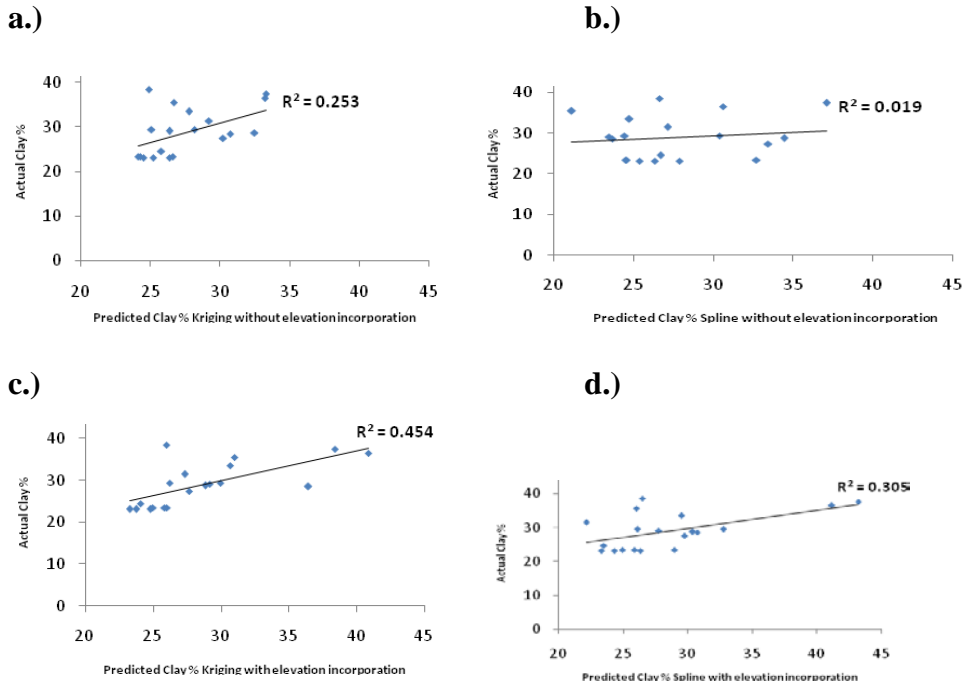 a.)
b.)
R² = 0.253
Actual Clay %
40
30
20
10
0
20 25 30 35 40 45
Predicted Clay % Kriging without elevation incorporation
R² = 0.019
Actual Clay %
40
30
20
10
0
20 25 30 35 40 45
Predicted Clay % Spline without elevation incorporation
c.)
d.)
R² = 0.454
Actual Clay %
40
30
20
10
0
20 25 30 35 40 45
Predicted Clay % Kriging with elevation incorporation
R² = 0.305
Actual Clay %
40
30
20
10
0
20 25 30 35 40 45
Predicted Clay % Spline with elevation incorporation